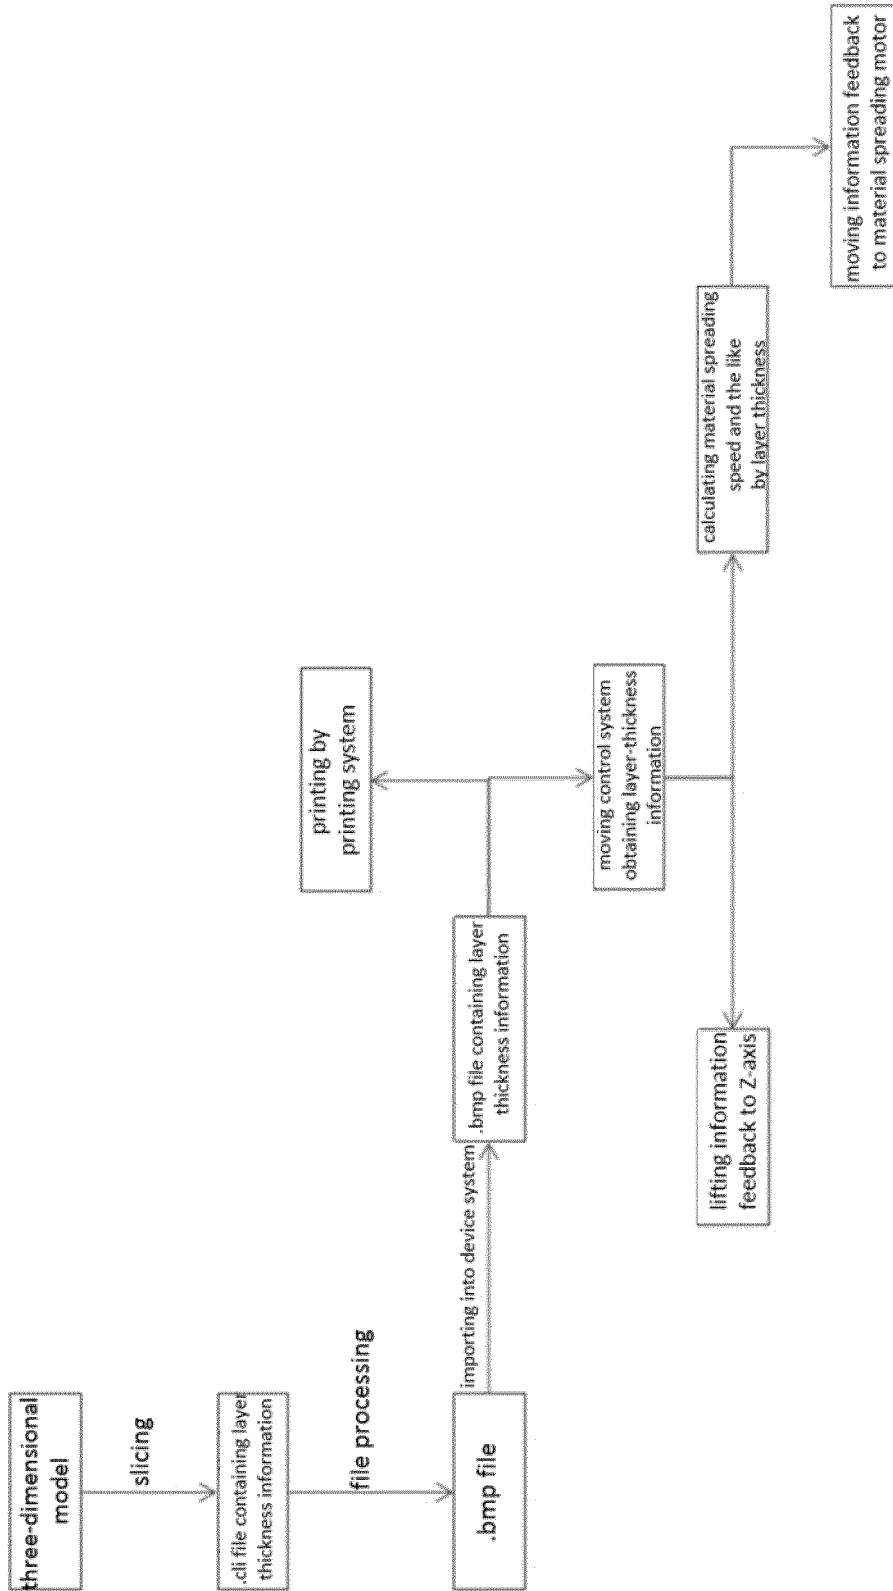 three-dimensional
model
slicing
.cli file containing layer
thickness information
file processing
.bmp file
importing into device system
.bmp file containing layer
thickness information
printing by
printing system
moving control system
obtaining layer-thickness
information
lifting information
feedback to Z-axis
calculating material spreading
speed and the like
by layer thickness
moving information feedback
to material spreading motor